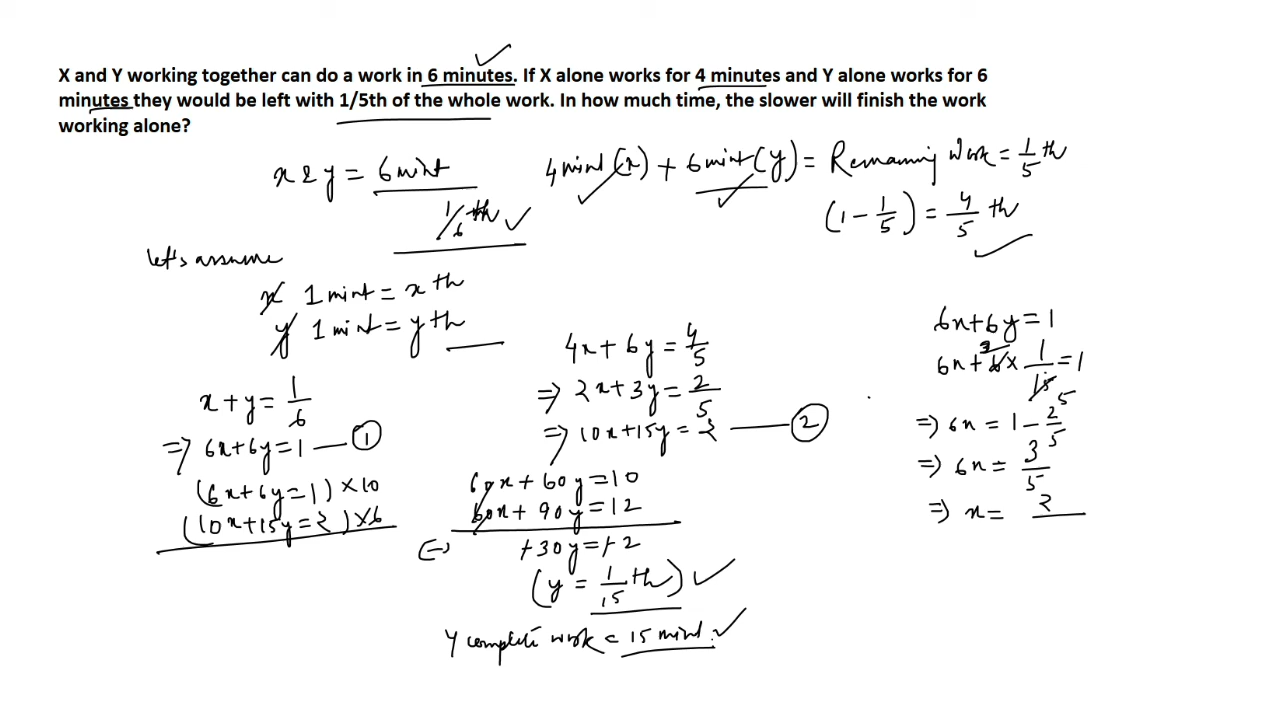 X and Y working together can do a work in 6 minutes. If X alone works for 4 minutes and Y alone works for 6
minutes they would be left with 1/5th of the whole work. In how much time, the slower will finish the work
working alone?
x & y = 6 mint
1/6 th
4 mint (x) + 6 mint (y) = Remaning Work = 1/5 th
(1 - 1/5) = 4/5 th
let's assume
x 1 mint = x th
y 1 mint = y th
x + y = 1/6
=> 6x + 6y = 1 — ①
(6x + 6y = 1) × 10
(10x + 15y = 2) × 6
4x + 6y = 4/5
=> 2x + 3y = 2/5
=> 10x + 15y = 2 — ②
60x + 60y = 10
60x + 90y = 12
(-) +30y = +2
(y = 1/15 th)
Y complete work = 15 mint.
6x + 6y = 1
6x + 6 2 × 1/15 5 = 1
=> 6x = 1 - 2/5
=> 6x = 3/5
=> x = 3